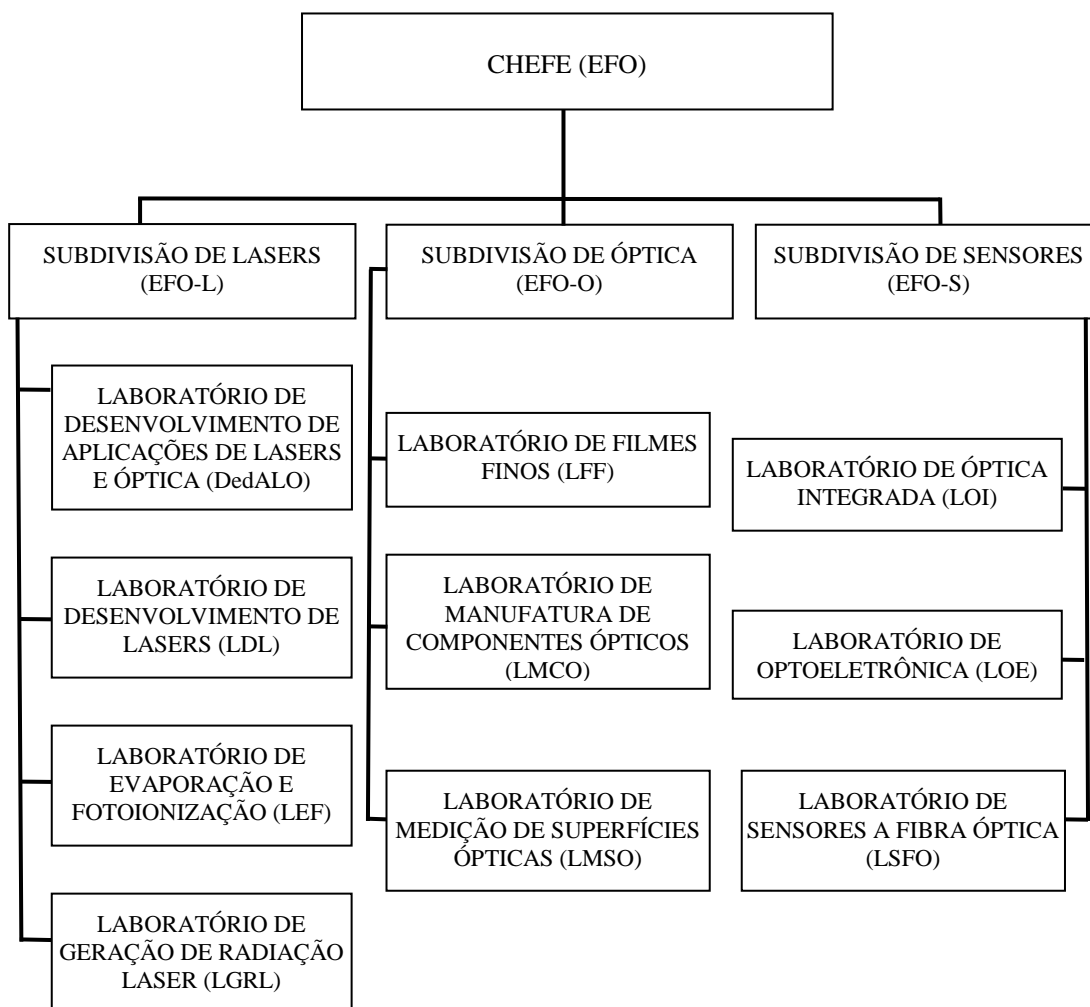 CHEFE (EFO)
SUBDIVISÃO DE LASERS
(EFO-L)
SUBDIVISÃO DE ÓPTICA
(EFO-O)
SUBDIVISÃO DE SENSORES
(EFO-S)
LABORATÓRIO DE
DESENVOLVIMENTO DE
APLICAÇÕES DE LASERS
E ÓPTICA (DedALO)
LABORATÓRIO DE
DESENVOLVIMENTO DE
LASERS (LDL)
LABORATÓRIO DE
EVAPORAÇÃO E
FOTOIONIZAÇÃO (LEF)
LABORATÓRIO DE
GERAÇÃO DE RADIAÇÃO
LASER (LGRL)
LABORATÓRIO DE FILMES
FINOS (LFF)
LABORATÓRIO DE
MANUFATURA DE
COMPONENTES ÓPTICOS
(LMCO)
LABORATÓRIO DE
MEDIÇÃO DE SUPERFÍCIES
ÓPTICAS (LMSO)
LABORATÓRIO DE ÓPTICA
INTEGRADA (LOI)
LABORATÓRIO DE
OPTOELETRÔNICA (LOE)
LABORATÓRIO DE
SENSORES A FIBRA ÓPTICA
(LSFO)